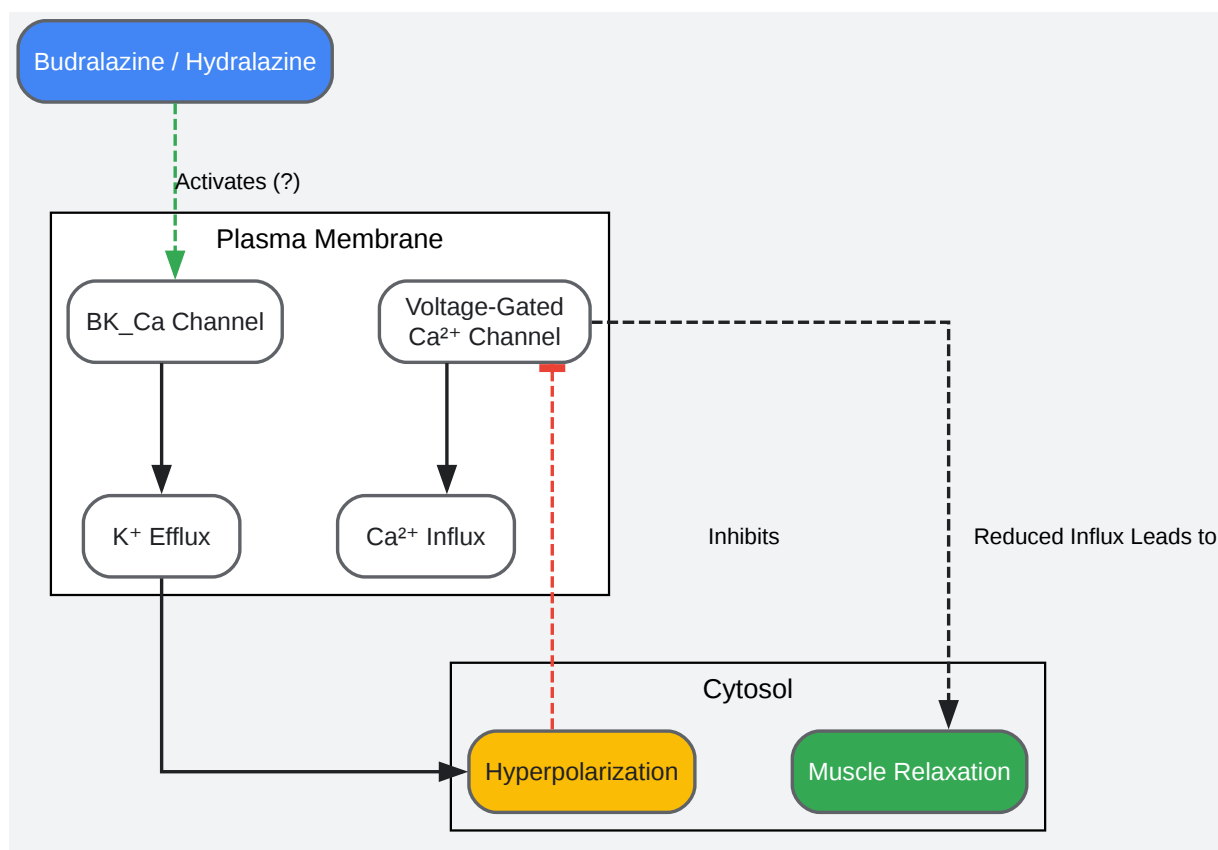 Budralazine / Hydralazine
Activates (?)
Plasma Membrane
BK_Ca Channel
Voltage-Gated
Ca²⁺ Channel
K⁺ Efflux
Ca²⁺ Influx
Inhibits
Reduced Influx Leads to
Cytosol
Hyperpolarization
Muscle Relaxation